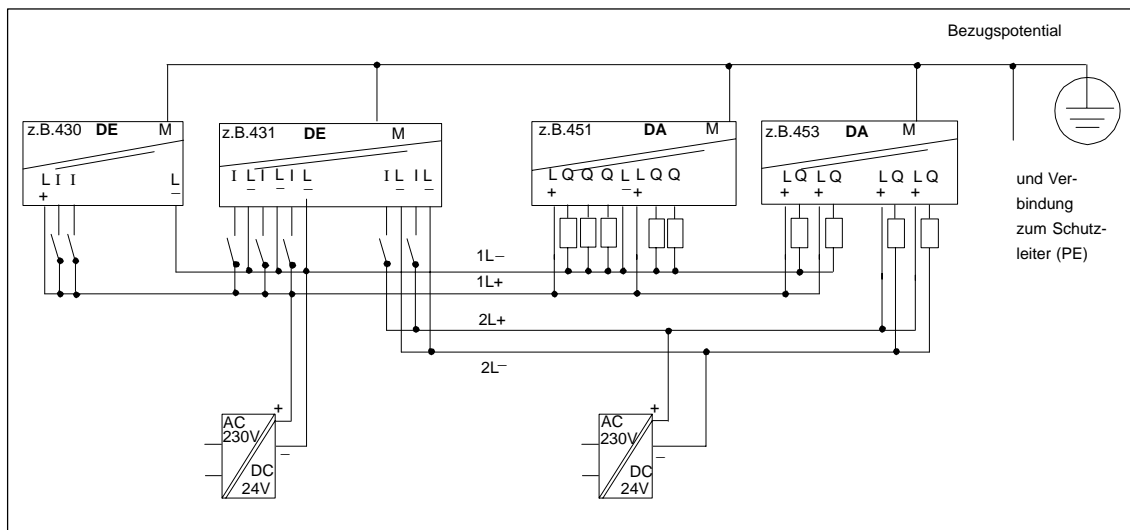 Bezugspotential
z.B.430 DE M
z.B.431 DE M
z.B.451 DA M
z.B.453 DA M
L I I L
+ –
I L I L I L I L I L
– – – – –
L Q Q Q L L Q Q
+ – +
L Q L Q L Q L Q
+ + + +
und Ver-
bindung
zum Schutz-
leiter (PE)
1L–
1L+
2L+
2L–
AC
230V
+
–
DC
24V
AC
230V
+
–
DC
24V